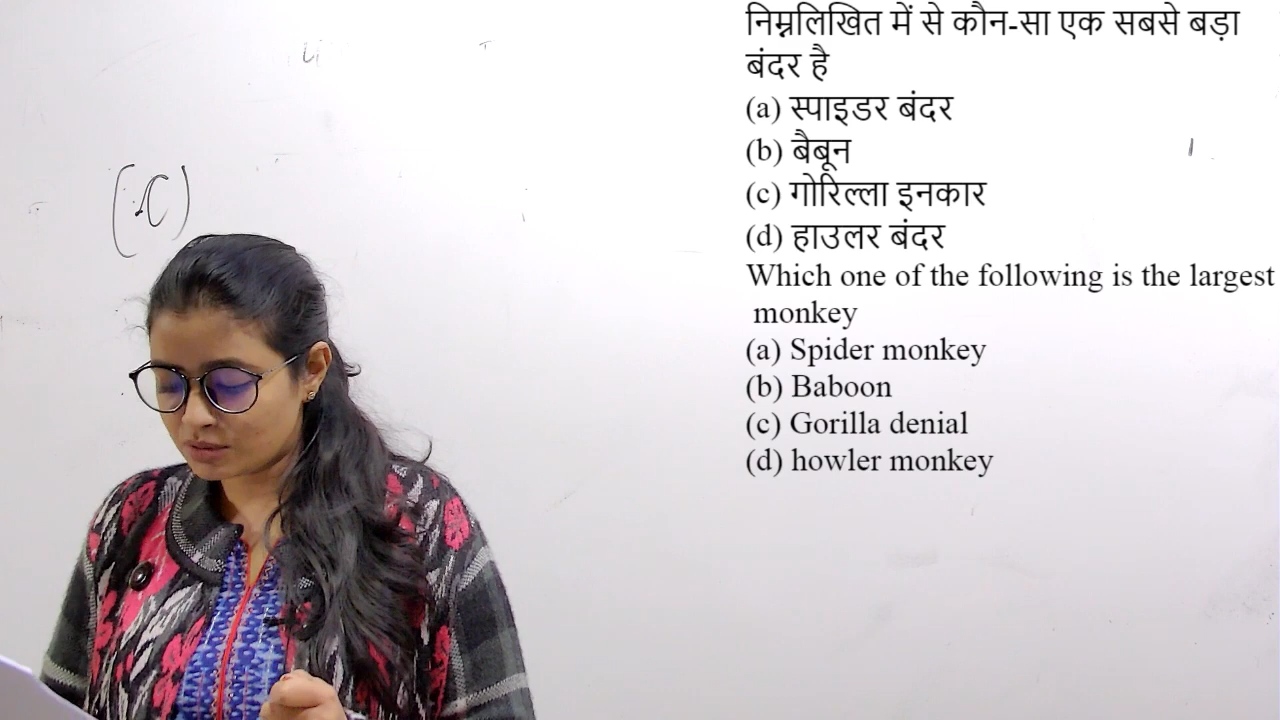 निम्नलिखित में से कौन-सा एक सबसे बड़ा
बंदर है
(a) स्पाइडर बंदर
(b) बैबून
(c) गोरिल्ला इनकार
(d) हाउलर बंदर
Which one of the following is the largest
monkey
(a) Spider monkey
(b) Baboon
(c) Gorilla denial
(d) howler monkey
(C)